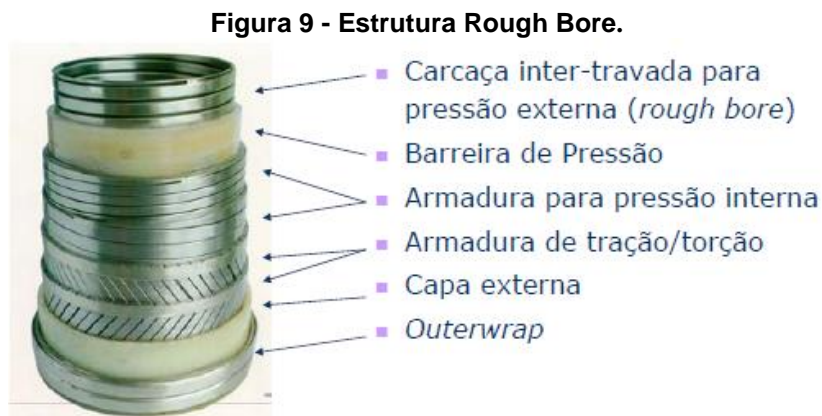 Figura 9 - Estrutura Rough Bore.
Carcaça inter-travada para
pressão externa (rough bore)
Barreira de Pressão
Armadura para pressão interna
Armadura de tração/torção
Capa externa
Outerwrap